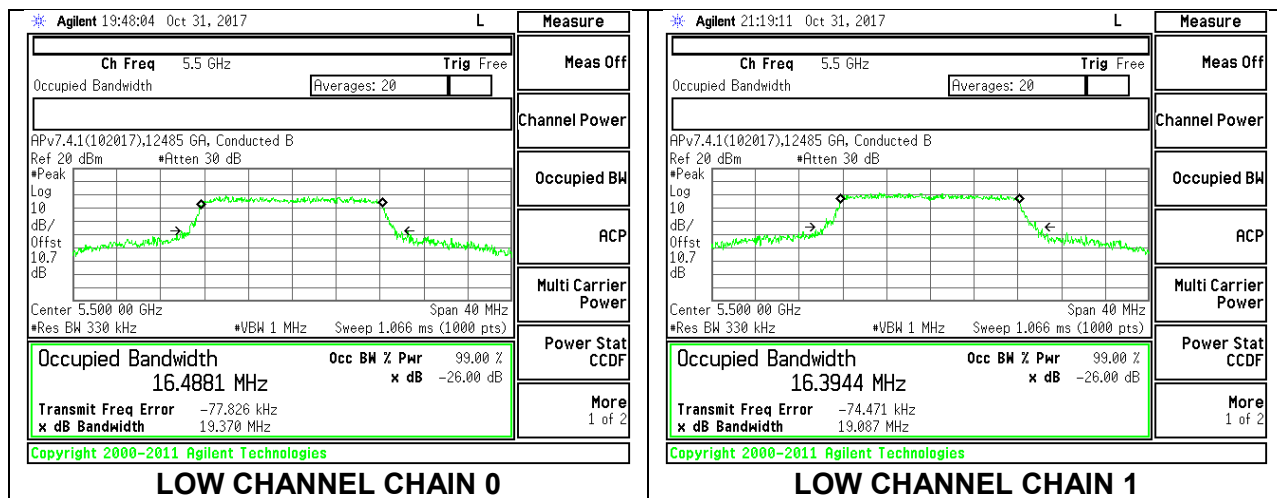 Agilent 19:48:04 Oct 31, 2017 L Measure
Ch Freq 5.5 GHz Trig Free
Occupied Bandwidth Averages: 20
APv7.4.1(102017),12485 GA, Conducted B
Ref 20 dBm #Atten 30 dB
#Peak
Log
10
dB/
Offst
10.7
dB
Center 5.500 00 GHz Span 40 MHz
#Res BW 330 kHz #VBW 1 MHz Sweep 1.066 ms (1000 pts)
Occupied Bandwidth Occ BW % Pwr 99.00 %
16.4881 MHz x dB -26.00 dB
Transmit Freq Error -77.826 kHz
x dB Bandwidth 19.370 MHz
Copyright 2000-2011 Agilent Technologies
Meas Off
Channel Power
Occupied BW
ACP
Multi Carrier
Power
Power Stat
CCDF
More
1 of 2
LOW CHANNEL CHAIN 0
Agilent 21:19:11 Oct 31, 2017 L Measure
Ch Freq 5.5 GHz Trig Free
Occupied Bandwidth Averages: 20
APv7.4.1(102017),12485 GA, Conducted B
Ref 20 dBm #Atten 30 dB
#Peak
Log
10
dB/
Offst
10.7
dB
Center 5.500 00 GHz Span 40 MHz
#Res BW 330 kHz #VBW 1 MHz Sweep 1.066 ms (1000 pts)
Occupied Bandwidth Occ BW % Pwr 99.00 %
16.3944 MHz x dB -26.00 dB
Transmit Freq Error -74.471 kHz
x dB Bandwidth 19.087 MHz
Copyright 2000-2011 Agilent Technologies
Meas Off
Channel Power
Occupied BW
ACP
Multi Carrier
Power
Power Stat
CCDF
More
1 of 2
LOW CHANNEL CHAIN 1